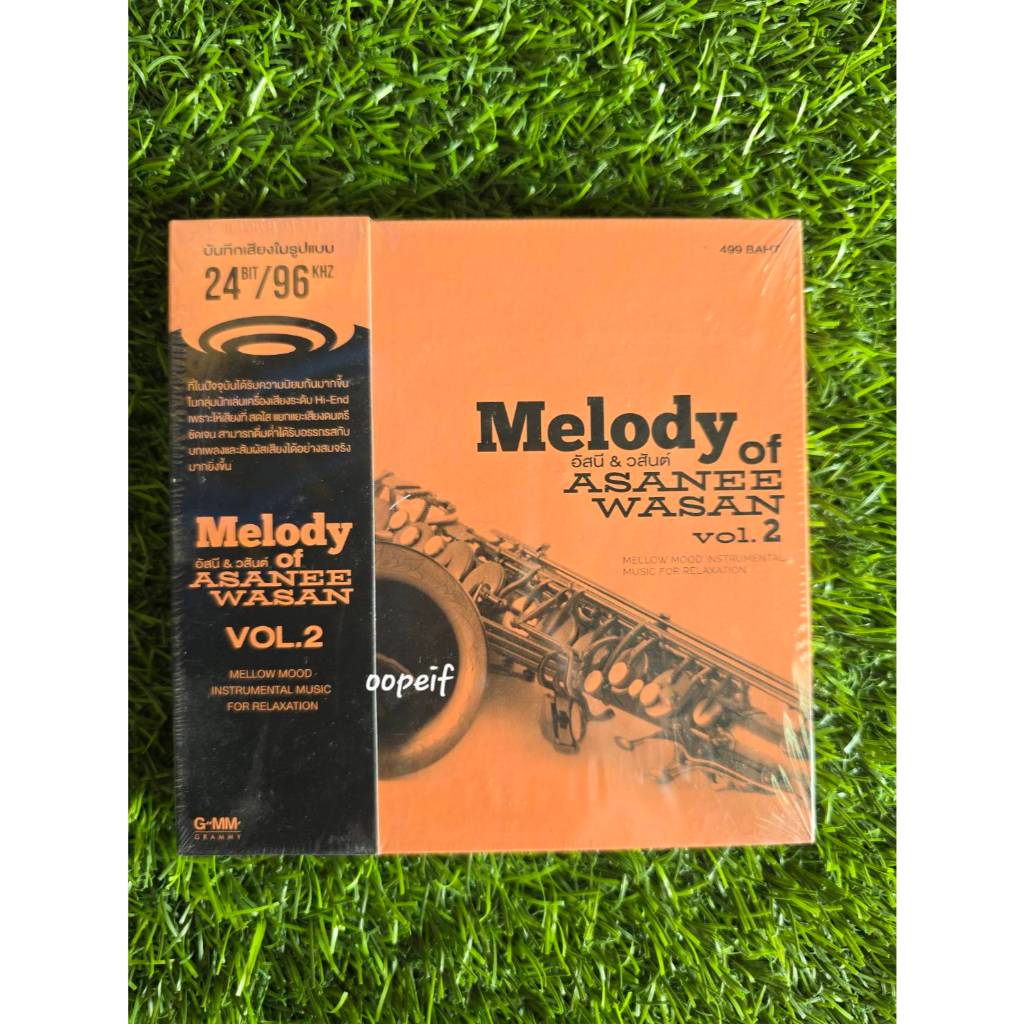 บันทึกเสียงในรูปแบบ
24BIT/96KHZ
ที่ในปัจจุบันได้รับความนิยมกันมากขึ้น
ในกลุ่มนักเล่นเครื่องเสียงระดับ Hi-End
เพราะให้เสียงที่ สดใส แยกแยะเสียงดนตรี
ชัดเจน สามารถดื่มด่ำได้รับอรรถรสกับ
บทเพลงและสัมผัสเสียงได้อย่างสมจริง
มากยิ่งขึ้น
Melody
อัสนี & วสันต์ of
ASANEE
WASAN
VOL.2
MELLOW MOOD
INSTRUMENTAL MUSIC
FOR RELAXATION
GMM
GRAMMY
499 BAHT
Melody of
อัสนี & วสันต์
ASANEE
WASAN
vol. 2
MELLOW MOOD INSTRUMENTAL
MUSIC FOR RELAXATION
oopeif